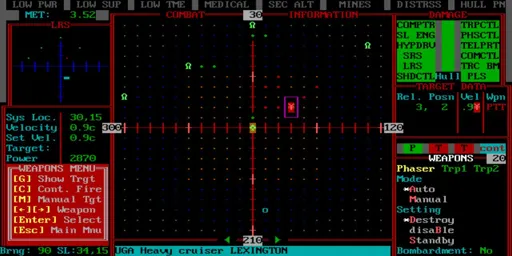 LOW PWR LOW SUP LOW TME MEDICAL SEC ALT MINES DISTRSS HULL PN
MET: 3.52
COMBAT 30 INFORMATION
DAMAGE
LRS
COMPTR TRPCTL
SL ENG PHSCTL
HYPDRV TELPRT
SRS COMTTL
LRS TRC BM
SHDCTL Hull PLS
TARGET DATA
Rel. Posn Vel Wpn
3, 2 .9 PTT
Sys Loc. 30,15
Velocity 0.9c
Set Vel. 0.9c
Target:
Power 2870
300
120
P T T cont
WEAPONS MENU
[G] Show Trgt
[C] Cont. Fire
[M] Manual Tgt
[←][→] Weapon
[Enter] Select
[Esc] Main Mnu
WEAPONS 20
Phaser Trp1 Trp2
Mode
*Auto
Manual
Setting
*Destroy
disaBle
Standby
210
Brng: 90 SL:34,15
UGA Heavy cruiser LEXINGTON
Bombardment: No